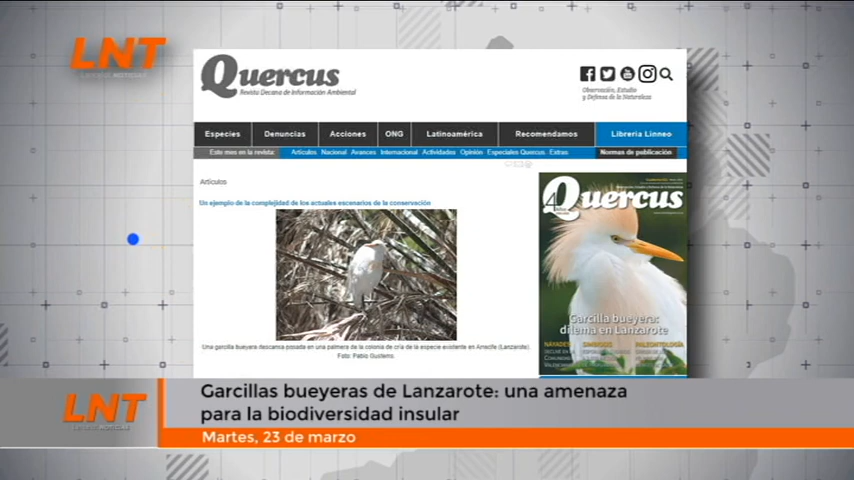 LNT
Quercus
Revista Decana de Información Ambiental
Observación, Estudio
y Defensa de la Naturaleza
Especies Denuncias Acciones ONG Latinoamérica Recomendamos Librería Linneo
Este mes en la revista: Artículos Nacional Avances Internacional Actividades Opinión Especiales Quercus Extras Normas de publicación
Artículos
Un ejemplo de la complejidad de los actuales escenarios de la conservación
Una garcilla bueyera descansa posada en una palmera de la colonia de cría de la especie existente en Arrecife (Lanzarote).
Foto: Pablo Gustems.
Quercus
Garcilla bueyera:
dilema en Lanzarote
NÁYADES SIMBIOSIS PALEONTOLOGÍA
LNT
Garcillas bueyeras de Lanzarote: una amenaza
para la biodiversidad insular
Martes, 23 de marzo